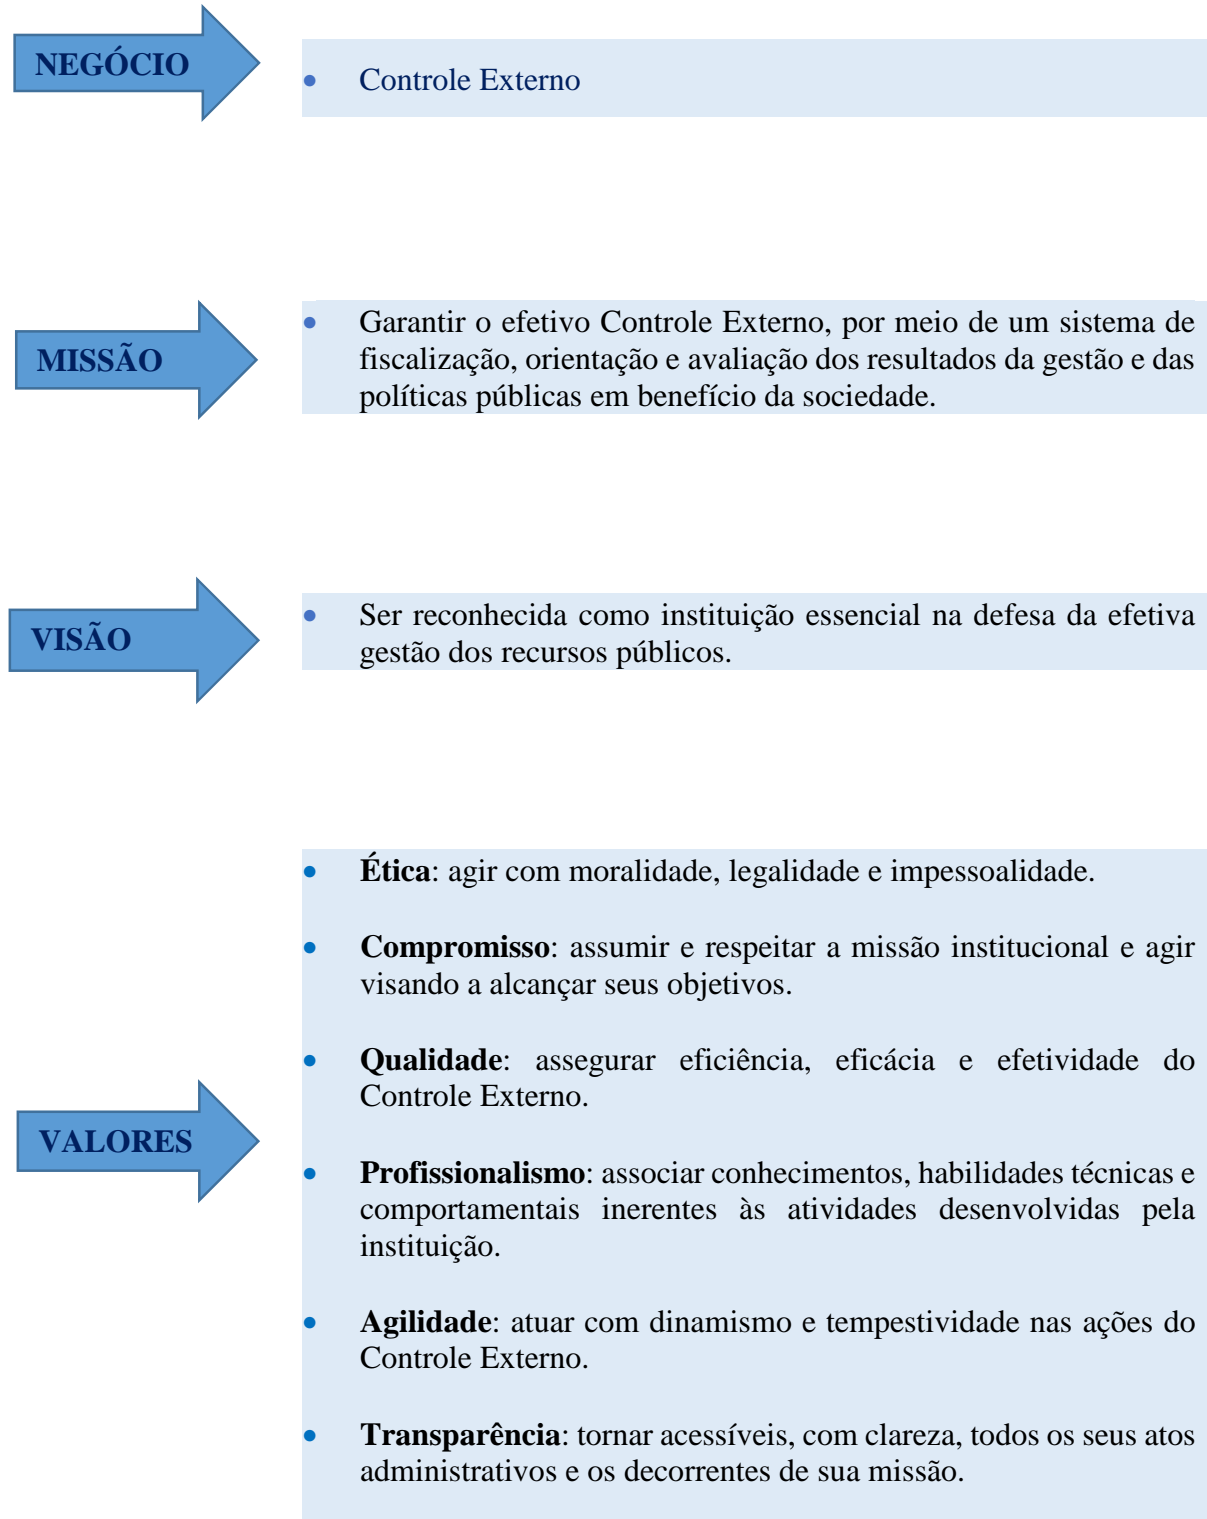 NEGÓCIO
• Controle Externo
MISSÃO
• Garantir o efetivo Controle Externo, por meio de um sistema de
fiscalização, orientação e avaliação dos resultados da gestão e das
políticas públicas em benefício da sociedade.
VISÃO
• Ser reconhecida como instituição essencial na defesa da efetiva
gestão dos recursos públicos.
VALORES
• Ética: agir com moralidade, legalidade e impessoalidade.
• Compromisso: assumir e respeitar a missão institucional e agir
visando a alcançar seus objetivos.
• Qualidade: assegurar eficiência, eficácia e efetividade do
Controle Externo.
• Profissionalismo: associar conhecimentos, habilidades técnicas e
comportamentais inerentes às atividades desenvolvidas pela
instituição.
• Agilidade: atuar com dinamismo e tempestividade nas ações do
Controle Externo.
• Transparência: tornar acessíveis, com clareza, todos os seus atos
administrativos e os decorrentes de sua missão.